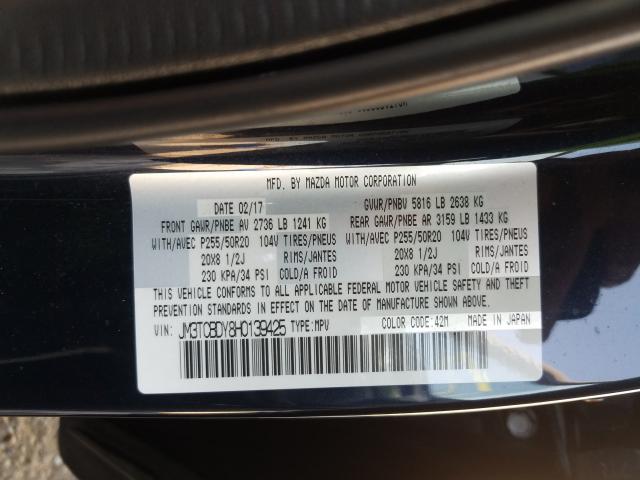 MFD. BY MAZDA MOTOR CORPORATION
DATE 02/17 GVWR/PNBV 5816 LB 2638 KG
FRONT GAWR/PNBE AV 2736 LB 1241 KG REAR GAWR/PNBE AR 3159 LB 1433 KG
WITH/AVEC P255/50R20 104V TIRES/PNEUS WITH/AVEC P255/50R20 104V TIRES/PNEUS
20X8 1/2J RIMS/JANTES 20X8 1/2J RIMS/JANTES
230 KPA/34 PSI COLD/A FROID 230 KPA/34 PSI COLD/A FROID
THIS VEHICLE CONFORMS TO ALL APPLICABLE FEDERAL MOTOR VEHICLE SAFETY AND THEFT
PREVENTION STANDARDS IN EFFECT ON THE DATE OF MANUFACTURE SHOWN ABOVE.
VIN: JM3TCBDY8H0139425 TYPE:MPV COLOR CODE:42M MADE IN JAPAN